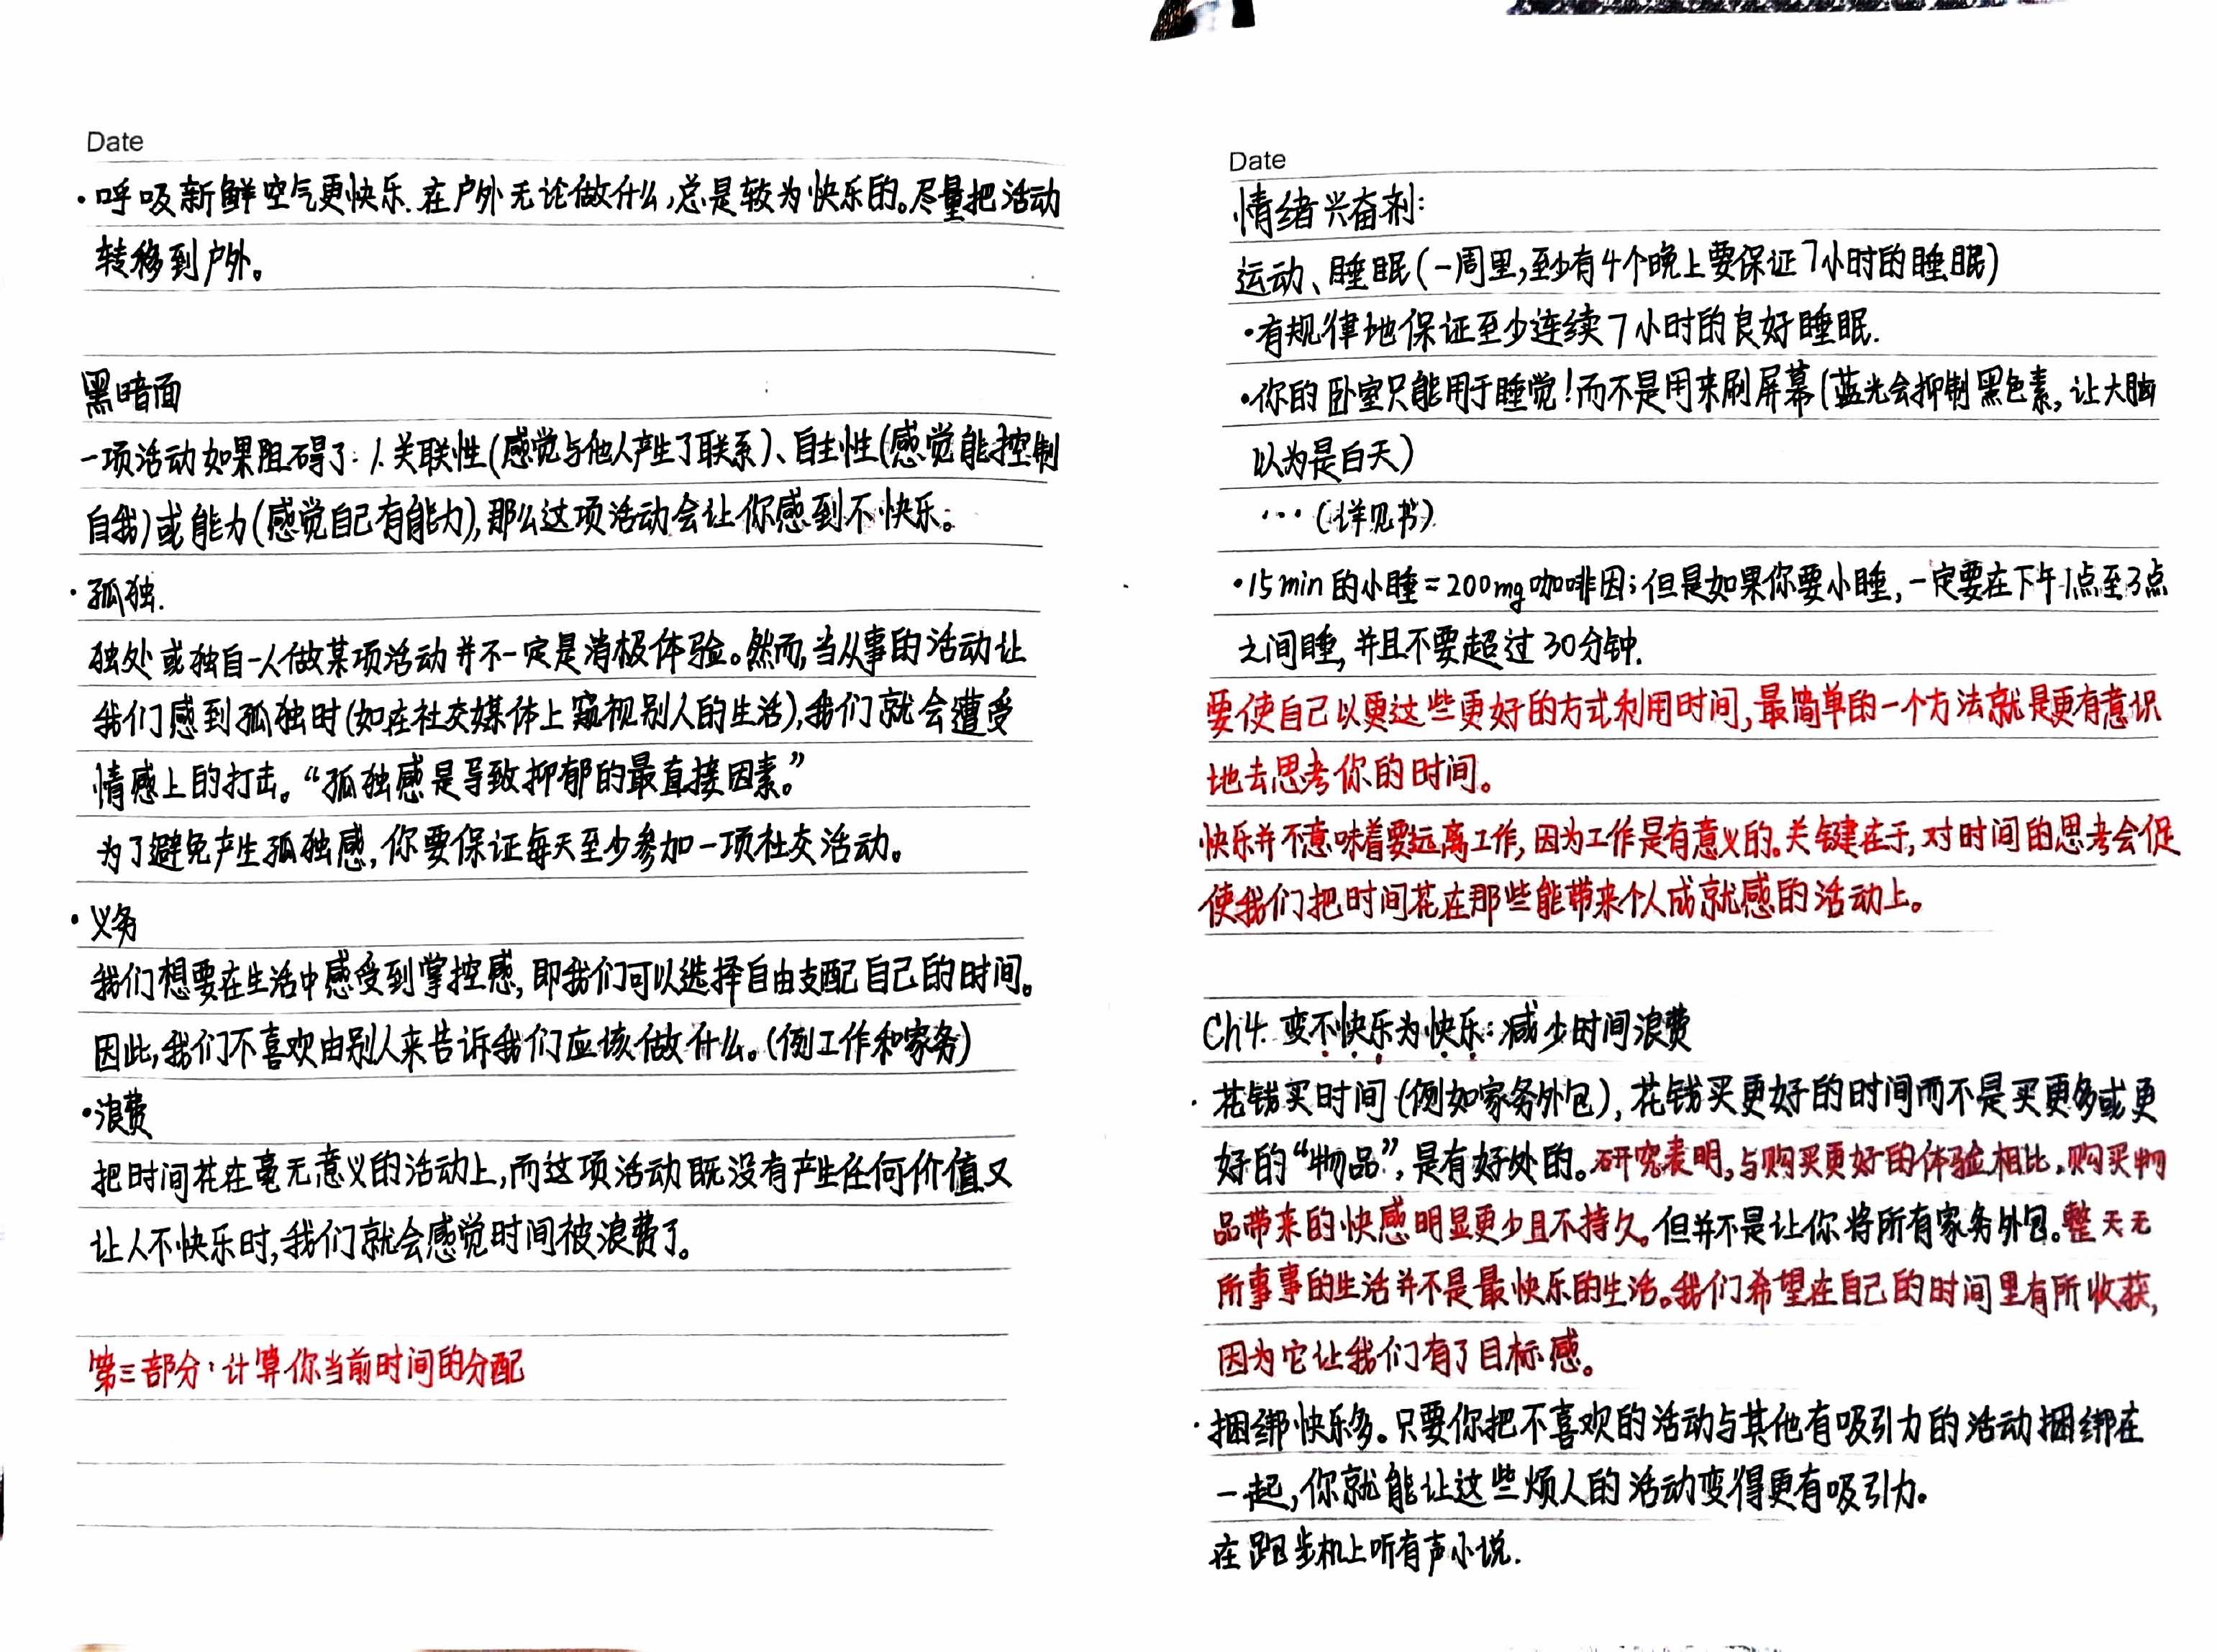 Date
·呼吸新鲜空气更快乐.在户外无论做什么,总是较为快乐的。尽量把活动
转移到户外。
黑暗面
一项活动如果阻碍了:1.关联性(感觉与他人产生了联系)、自主性(感觉能控制
自我)或能力(感觉自己有能力),那么这项活动会让你感到不快乐。
·孤独.
独处或独自一人做某项活动并不一定是消极体验。然而,当从事的活动让
我们感到孤独时(如在社交媒体上窥视别人的生活),我们就会遭受
情感上的打击。“孤独感是导致抑郁的最直接因素。”
为了避免产生孤独感,你要保证每天至少参加一项社交活动。
·义务
我们想要在生活中感受到掌控感,即我们可以选择自由支配自己的时间。
因此,我们不喜欢由别人来告诉我们应该做什么。(例工作和家务)
·浪费
把时间花在毫无意义的活动上,而这项活动既没有产生任何价值又
让人不快乐时,我们就会感觉时间被浪费了。
第三部分:计算你当前时间的分配
Date
情绪兴奋剂:
运动、睡眠(一周里,至少有4个晚上要保证7小时的睡眠)
·有规律地保证至少连续7小时的良好睡眠.
·你的卧室只能用于睡觉!而不是用来刷屏幕(蓝光会抑制黑色素,让大脑
以为是白天)
···(详见书)
·15min的小睡=200mg咖啡因;但是如果你要小睡,一定要在下午1点至3点
之间睡,并且不要超过30分钟.
要使自己以更这些更好的方式利用时间,最简单的一个方法就是更有意识
地去思考你的时间。
快乐并不意味着要远离工作,因为工作是有意义的。关键在于,对时间的思考会促
使我们把时间花在那些能带来个人成就感的活动上。
Ch4.变不快乐为快乐:减少时间浪费
·花钱买时间(例如家务外包),花钱买更好的时间而不是买更多或更
好的“物品”,是有好处的。研究表明,与购买更好的体验相比,购买物
品带来的快感明显更少且不持久。但并不是让你将所有家务外包。整天无
所事事的生活并不是最快乐的生活。我们希望在自己的时间里有所收获,
因为它让我们有了目标感。
·捆绑快乐多。只要你把不喜欢的活动与其他有吸引力的活动捆绑在
一起,你就能让这些烦人的活动变得更有吸引力。
在跑步机上听有声小说.